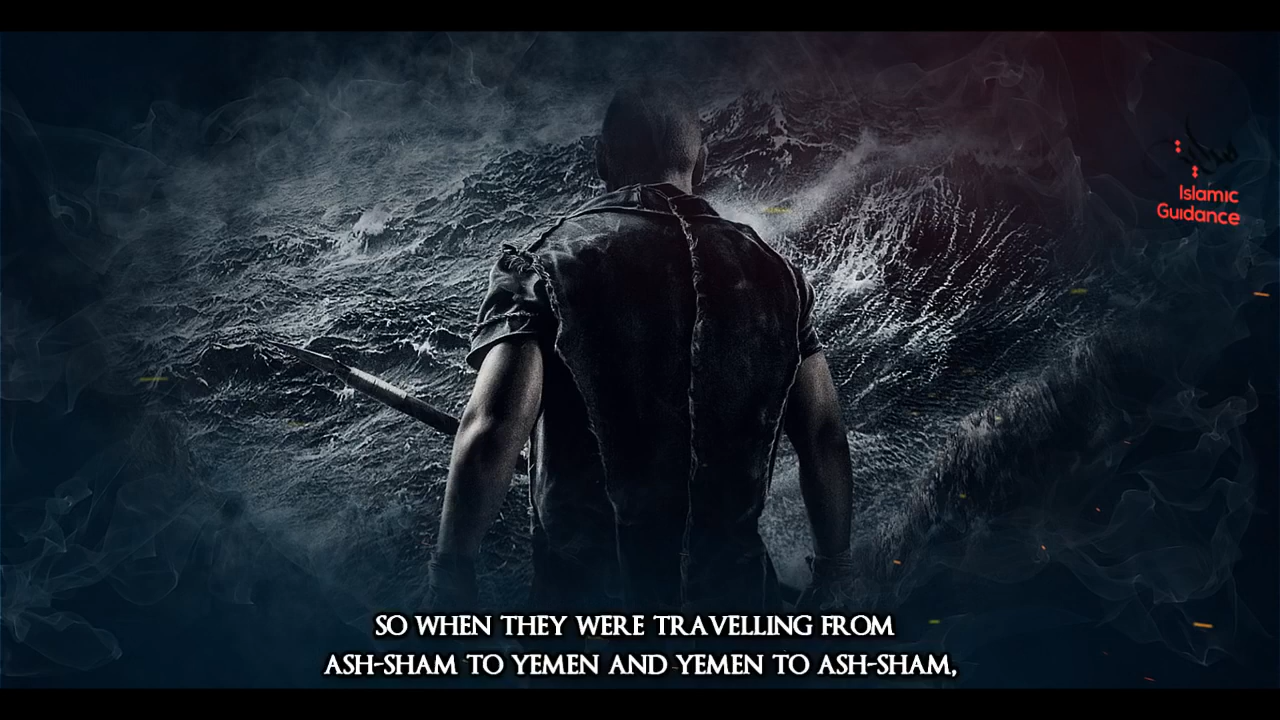 Islamic
Guidance
SO WHEN THEY WERE TRAVELLING FROM
ASH-SHAM TO YEMEN AND YEMEN TO ASH-SHAM,